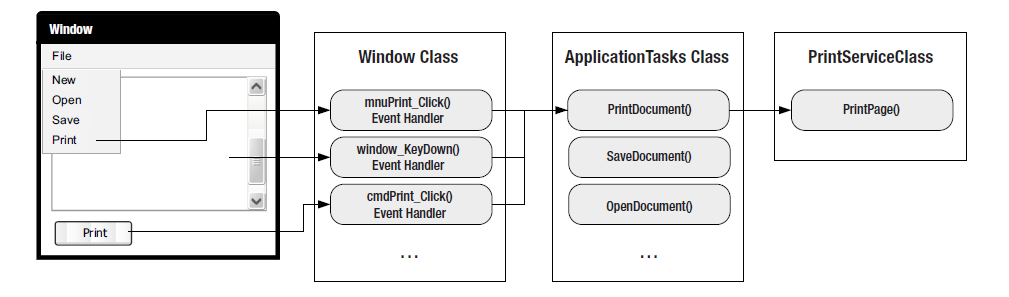 Window
File
New
Open
Save
Print
Print
Window Class
mnuPrint_Click()
Event Handler
window_KeyDown()
Event Handler
cmdPrint_Click()
Event Handler
...
ApplicationTasks Class
PrintDocument()
SaveDocument()
OpenDocument()
...
PrintServiceClass
PrintPage()